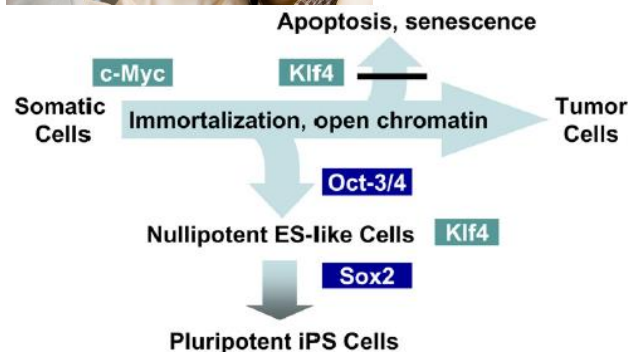 Apoptosis, senescence
c-Myc
Klf4
Somatic
Cells
Immortalization, open chromatin
Tumor
Cells
Oct-3/4
Nullipotent ES-like Cells
Klf4
Sox2
Pluripotent iPS Cells